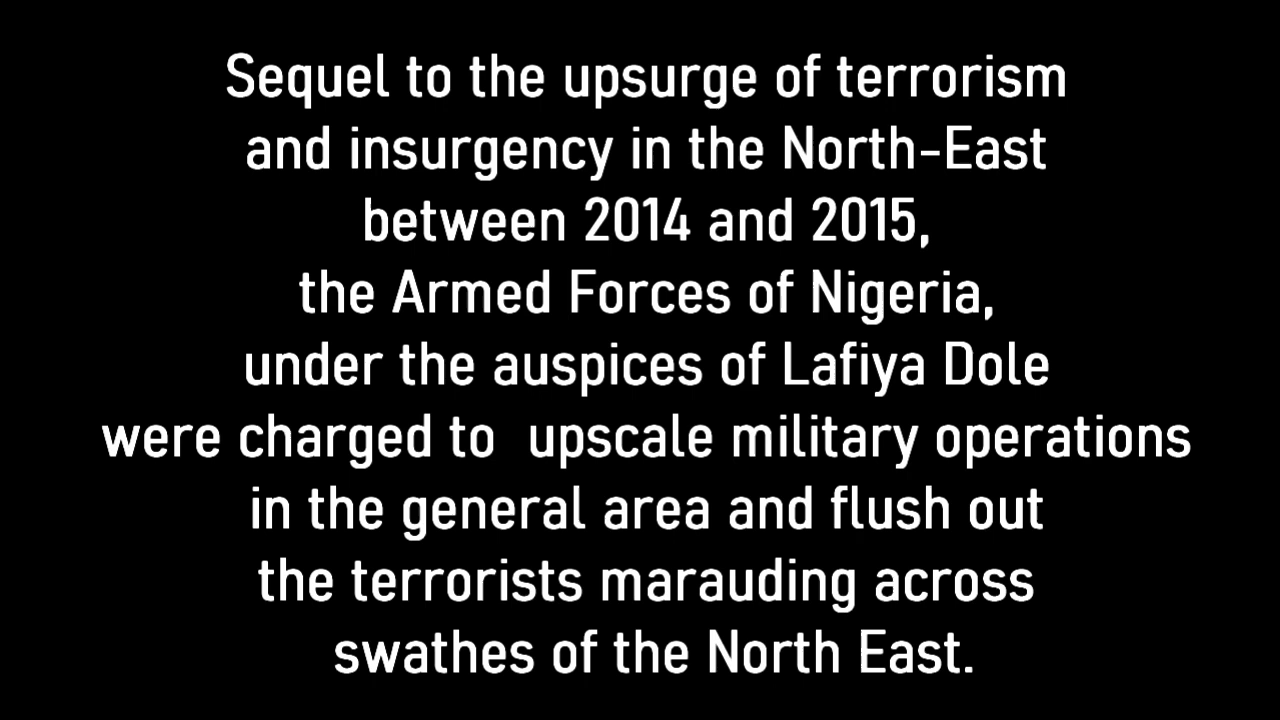 Sequel to the upsurge of terrorism
and insurgency in the North-East
between 2014 and 2015,
the Armed Forces of Nigeria,
under the auspices of Lafiya Dole
were charged to  upscale military operations
in the general area and flush out
the terrorists marauding across
swathes of the North East.